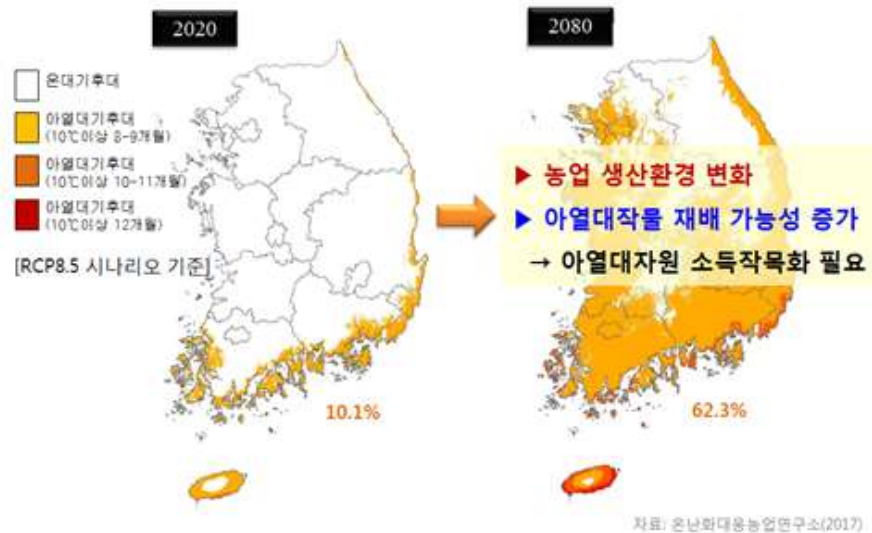 2020
2080
온대기후대
아열대기후대
(10℃이상 8-9개월)
아열대기후대
(10℃이상 10-11개월)
아열대기후대
(10℃이상 12개월)
[RCP8.5 시나리오 기준]
▶ 농업 생산환경 변화
▶ 아열대작물 재배 가능성 증가
→ 아열대자원 소득작목화 필요
10.1%
62.3%
자료: 온난화대응농업연구소(2017)